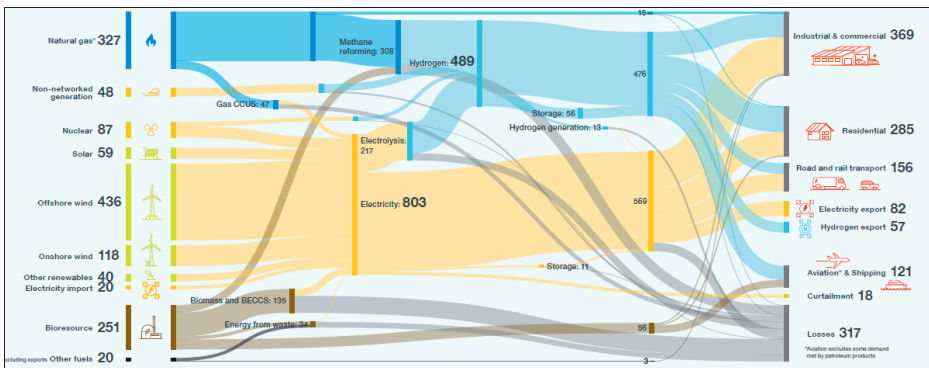 15
Natural gas* 327
Industrial & commercial 369
Methane
reforming: 308
Hydrogen: 489
476
Non-networked
generation 48
Gas CCUS: 47
Storage: 56
Hydrogen generation: 13
Nuclear 87
Electrolysis:
217
Residential 285
Solar 59
Road and rail transport 156
Offshore wind 436
Electricity: 803
569
Electricity export 82
Hydrogen export 57
Onshore wind 118
Storage: 11
Other renewables 40
Electricity import 20
Aviation* & Shipping 121
Biomass and BECCS: 135
Curtailment 18
Bioresource 251
Energy from waste: 34
56
Losses 317
*Aviation excludes some demand
met by petroleum products
excluding exports Other fuels 20
3